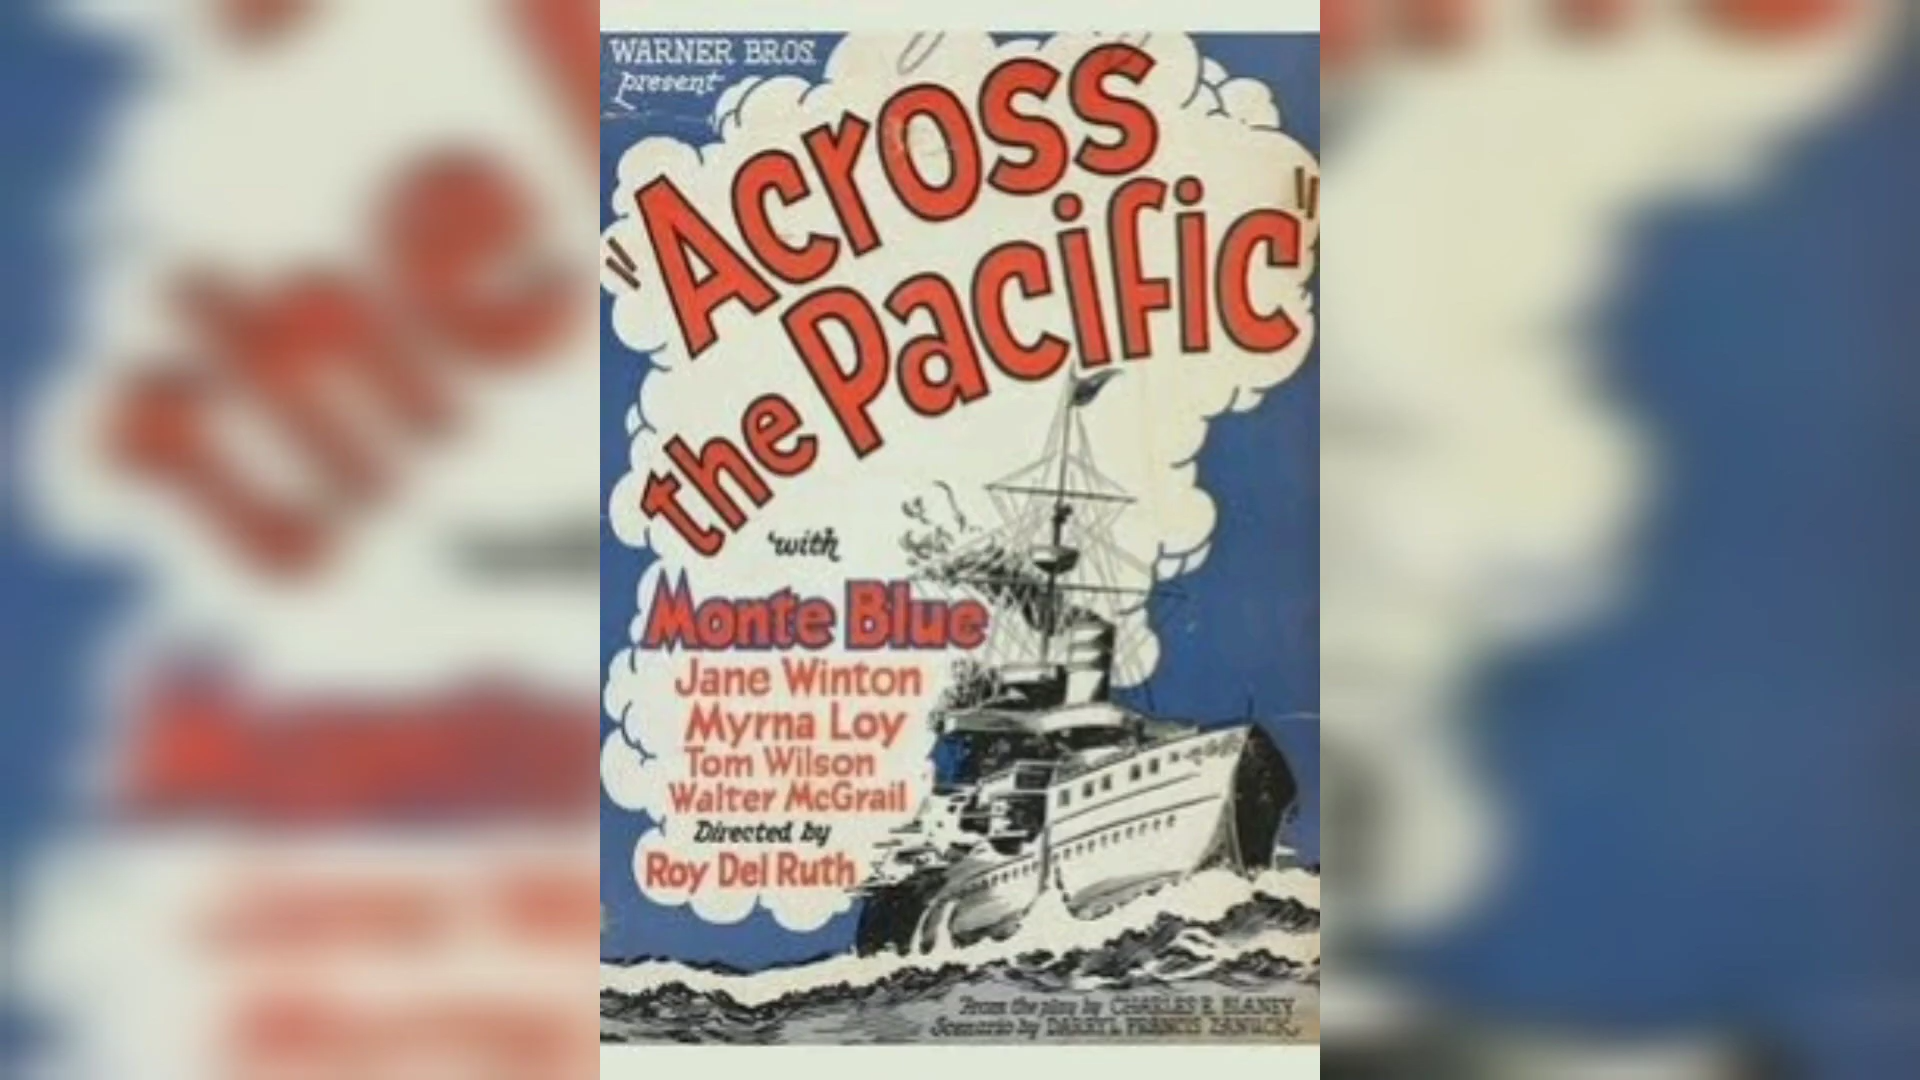 WARNER BROS.
present
"Across
the Pacific"
with
Monte Blue
Jane Winton
Myrna Loy
Tom Wilson
Walter McGrail
Directed by
Roy Del Ruth
From the play by CHARLES E. BLANEY
Scenario by DARRYL FRANCIS ZANUCK